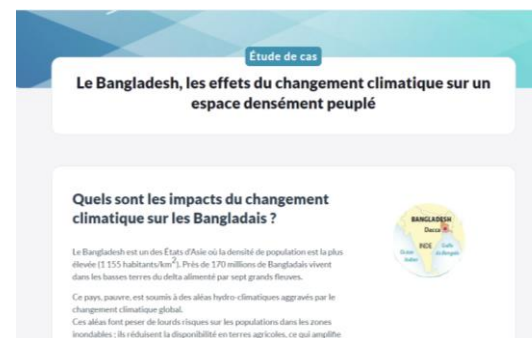 Étude de cas
Le Bangladesh, les effets du changement climatique sur un
espace densément peuplé
Quels sont les impacts du changement
climatique sur les Bangladais ?
Le Bangladesh est un des États d'Asie où la densité de population est la plus
élevée (1 155 habitants/km²). Près de 170 millions de Bangladais vivent
dans les basses terres du delta alimenté par sept grands fleuves.
Ce pays, pauvre, est soumis à des aléas hydro-climatiques aggravés par le
changement climatique global.
Ces aléas font peser de lourds risques sur les populations dans les zones
inondables ; ils réduisent la disponibilité en terres agricoles, ce qui amplifie
BANGLADESH
Dacca
INDE
Golfe
du Bengale
Océan
Indien